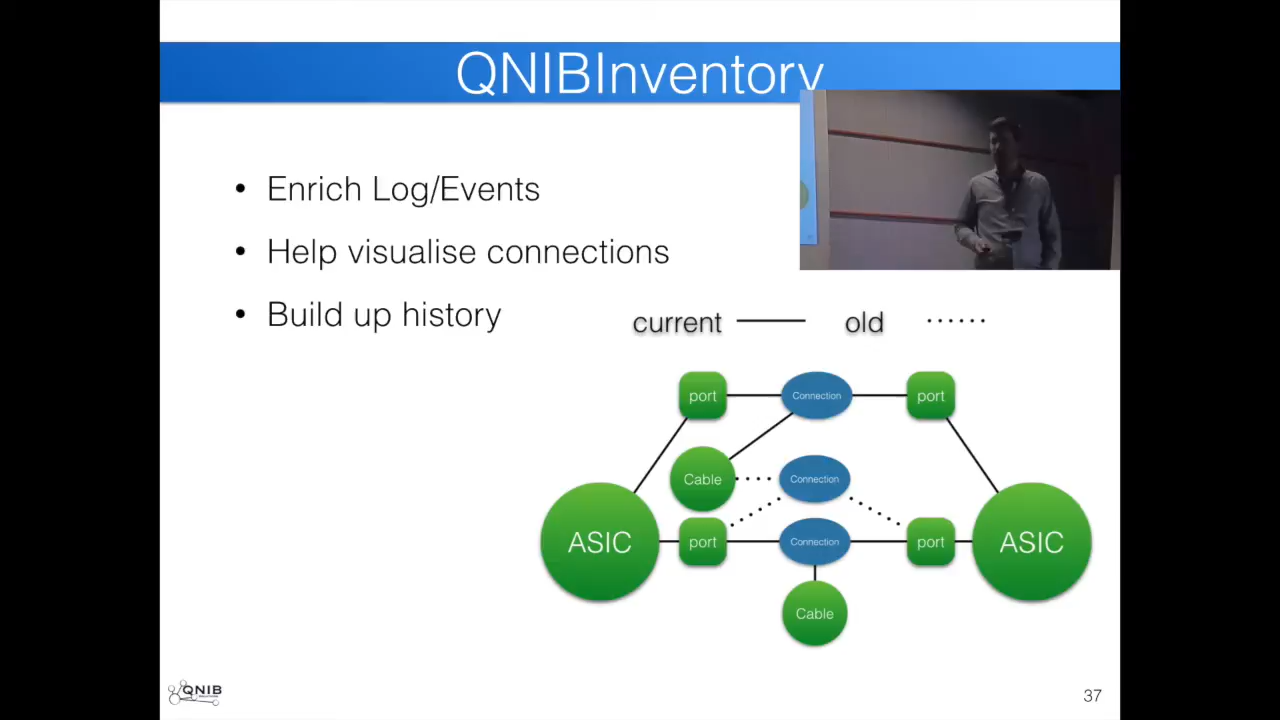 QNIBInventory
• Enrich Log/Events
• Help visualise connections
• Build up history
current old
port Connection port
Cable Connection
ASIC port Connection port ASIC
Cable
QNIB
37